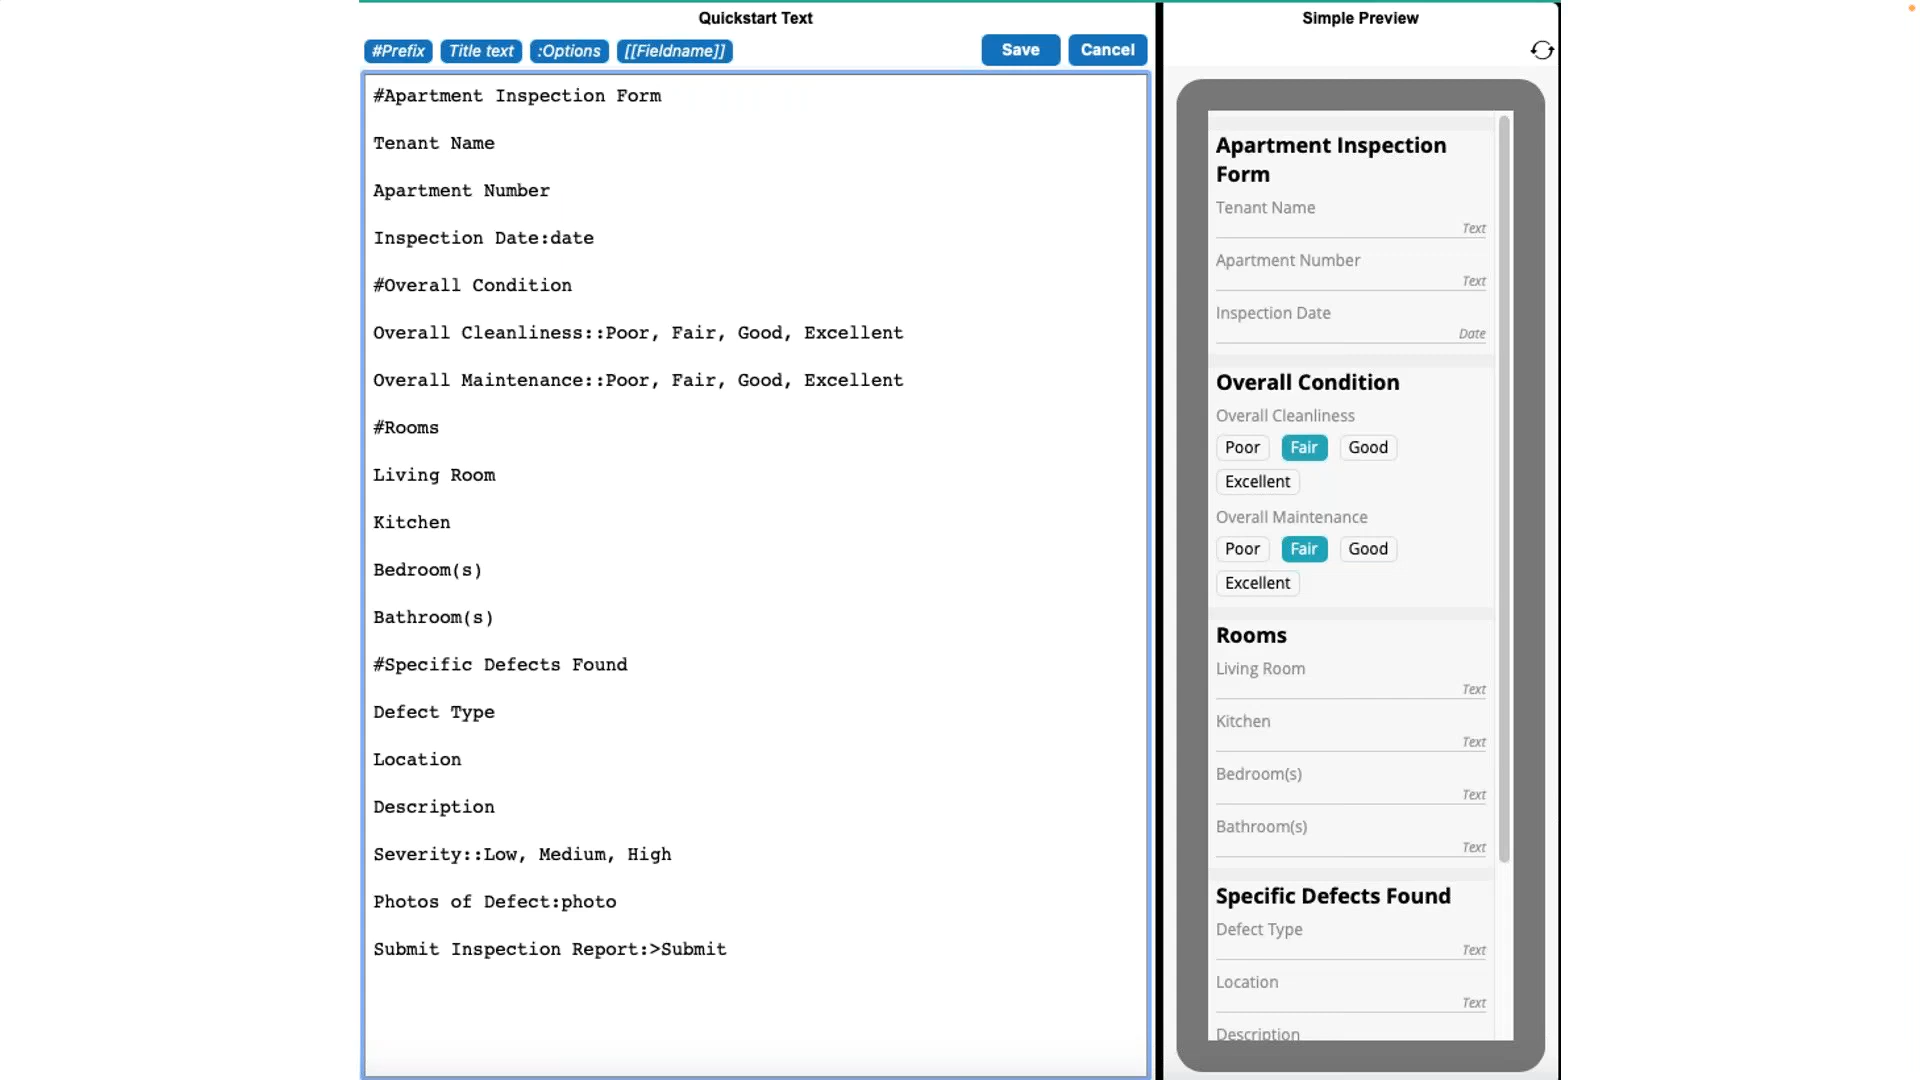 Quickstart Text
#Prefix Title text :Options [[Fieldname]] Save Cancel
#Apartment Inspection Form
Tenant Name
Apartment Number
Inspection Date:date
#Overall Condition
Overall Cleanliness::Poor, Fair, Good, Excellent
Overall Maintenance::Poor, Fair, Good, Excellent
#Rooms
Living Room
Kitchen
Bedroom(s)
Bathroom(s)
#Specific Defects Found
Defect Type
Location
Description
Severity::Low, Medium, High
Photos of Defect:photo
Submit Inspection Report:>Submit
Simple Preview
Apartment Inspection
Form
Tenant Name
Text
Apartment Number
Text
Inspection Date
Date
Overall Condition
Overall Cleanliness
Poor Fair Good
Excellent
Overall Maintenance
Poor Fair Good
Excellent
Rooms
Living Room
Text
Kitchen
Text
Bedroom(s)
Text
Bathroom(s)
Text
Specific Defects Found
Defect Type
Text
Location
Text
Description